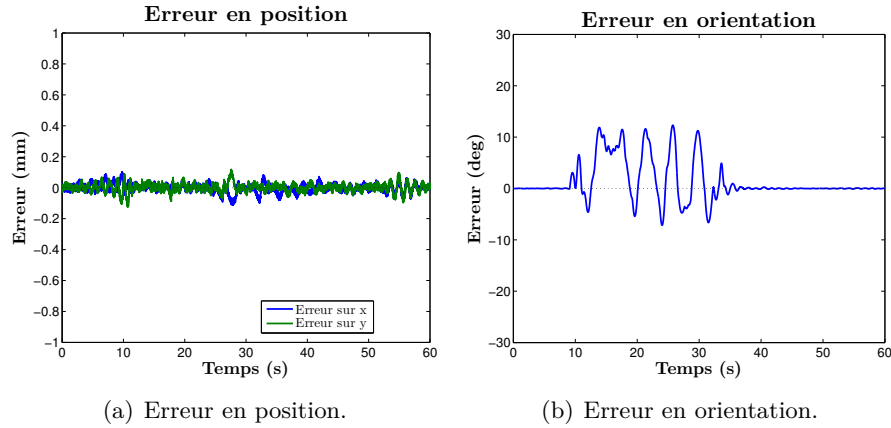 Erreur en position
Erreur (mm)
1
0.8
0.6
0.4
0.2
0
−0.2
−0.4
−0.6
−0.8
−1
Erreur sur x
Erreur sur y
0 10 20 30 40 50 60
Temps (s)
(a) Erreur en position.
Erreur en orientation
Erreur (deg)
30
20
10
0
−10
−20
−30
0 10 20 30 40 50 60
Temps (s)
(b) Erreur en orientation.